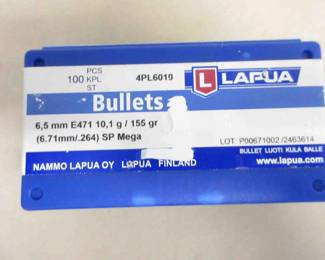 PCS
100 KPL 4PL6010
ST
L LAPUA
Bullets
6,5 mm E471 10,1 g / 155 gr
(6.71mm/.264) SP Mega
LOT: P00671002 /2463614
BULLET LUOTI KULA BALLE
NAMMO LAPUA OY LAPUA FINLAND
www.lapua.com